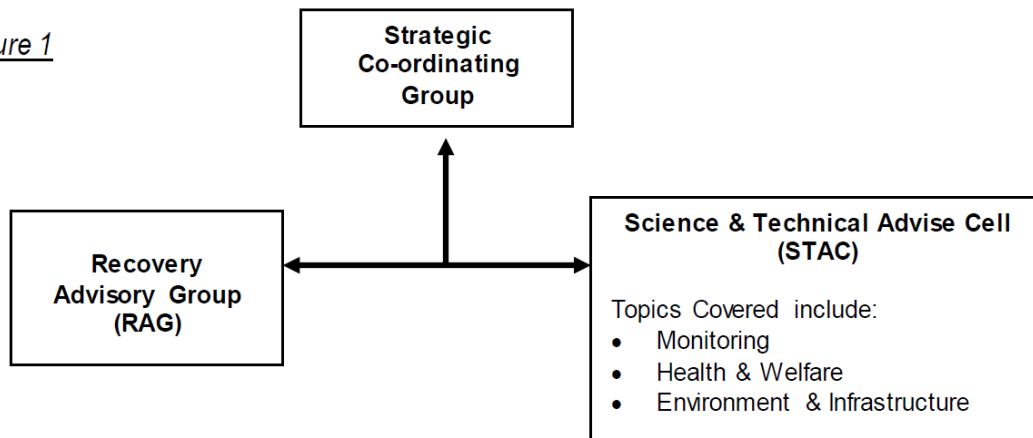 ure 1
Strategic
Co-ordinating
Group
Recovery
Advisory Group
(RAG)
Science & Technical Advise Cell
(STAC)
Topics Covered include:
• Monitoring
• Health & Welfare
• Environment & Infrastructure